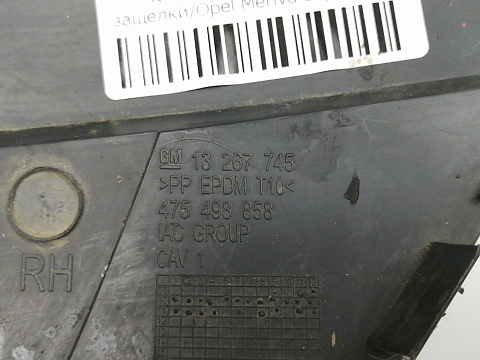 защелки/Opel Meriva
GM 13 267 745
>PP EPDM T10<
475 498 858
IAC GROUP
CAV 1
RH